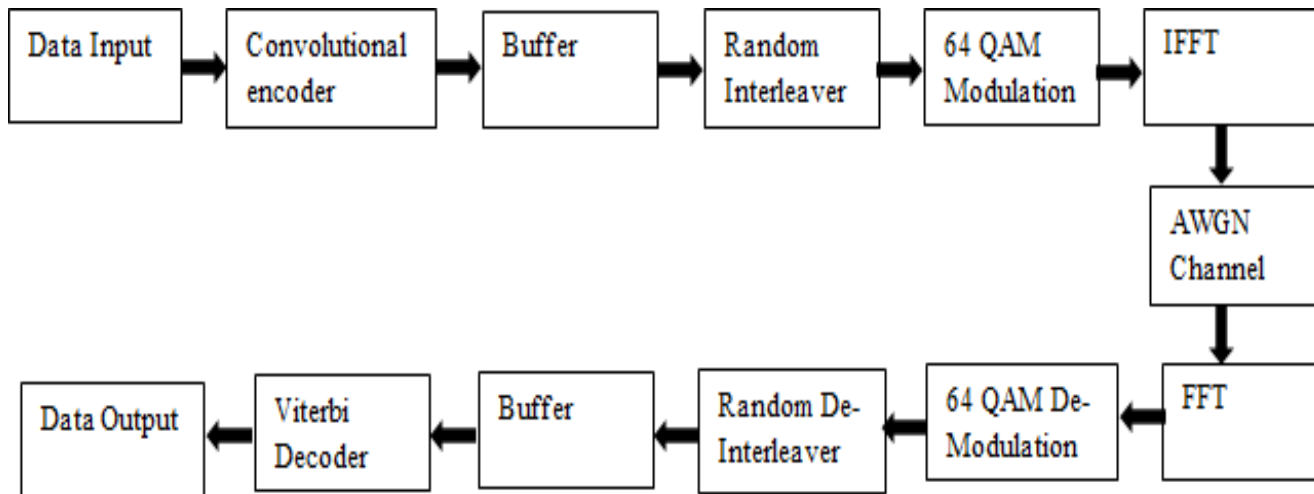 Data Input
Convolutional
encoder
Buffer
Random
Interleaver
64 QAM
Modulation
IFFT
AWGN
Channel
FFT
64 QAM De-
Modulation
Random De-
Interleaver
Buffer
Viterbi
Decoder
Data Output